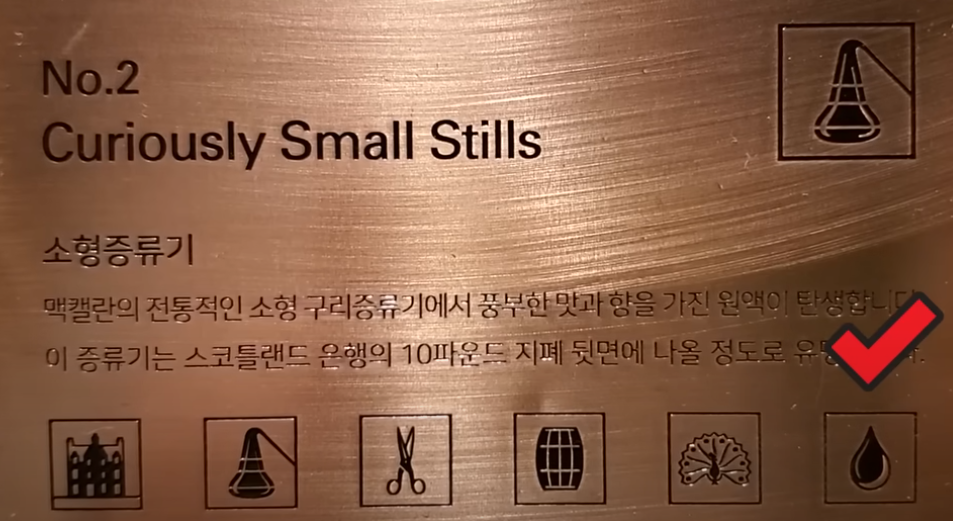 No.2
Curiously Small Stills
소형증류기
맥캘란의 전통적인 소형 구리증류기에서 풍부한 맛과 향을 가진 원액이 탄생합니다.
이 증류기는 스코틀랜드 은행의 10파운드 지폐 뒷면에 나올 정도로